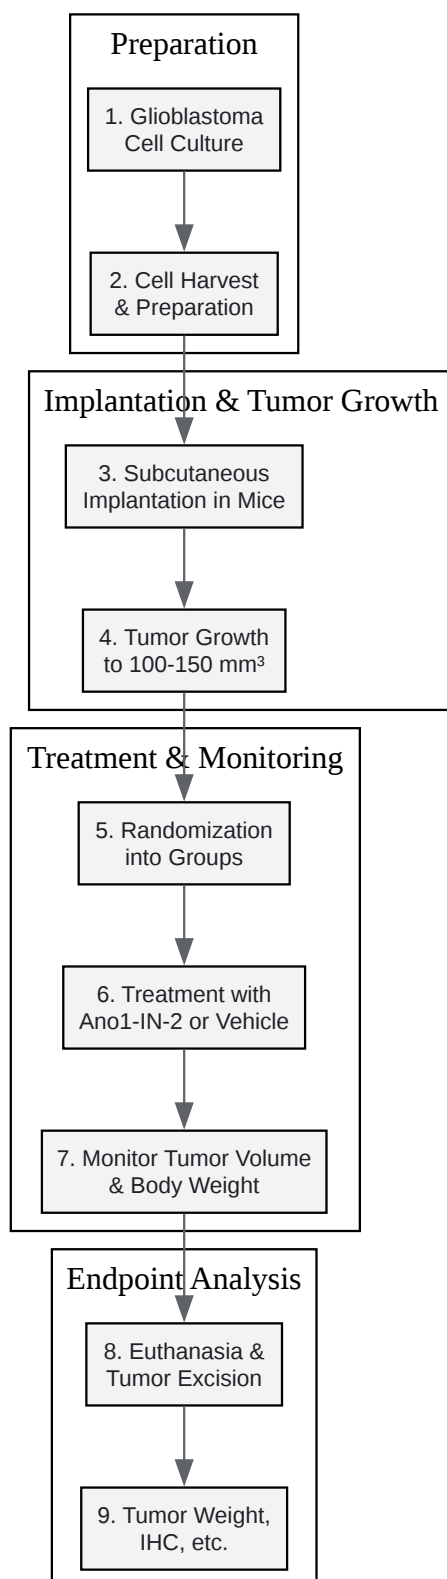 Preparation
1. Glioblastoma
Cell Culture
2. Cell Harvest
& Preparation
Implantation & Tumor Growth
3. Subcutaneous
Implantation in Mice
4. Tumor Growth
to 100-150 mm³
Treatment & Monitoring
5. Randomization
into Groups
6. Treatment with
Ano1-IN-2 or Vehicle
7. Monitor Tumor Volume
& Body Weight
Endpoint Analysis
8. Euthanasia &
Tumor Excision
9. Tumor Weight,
IHC, etc.